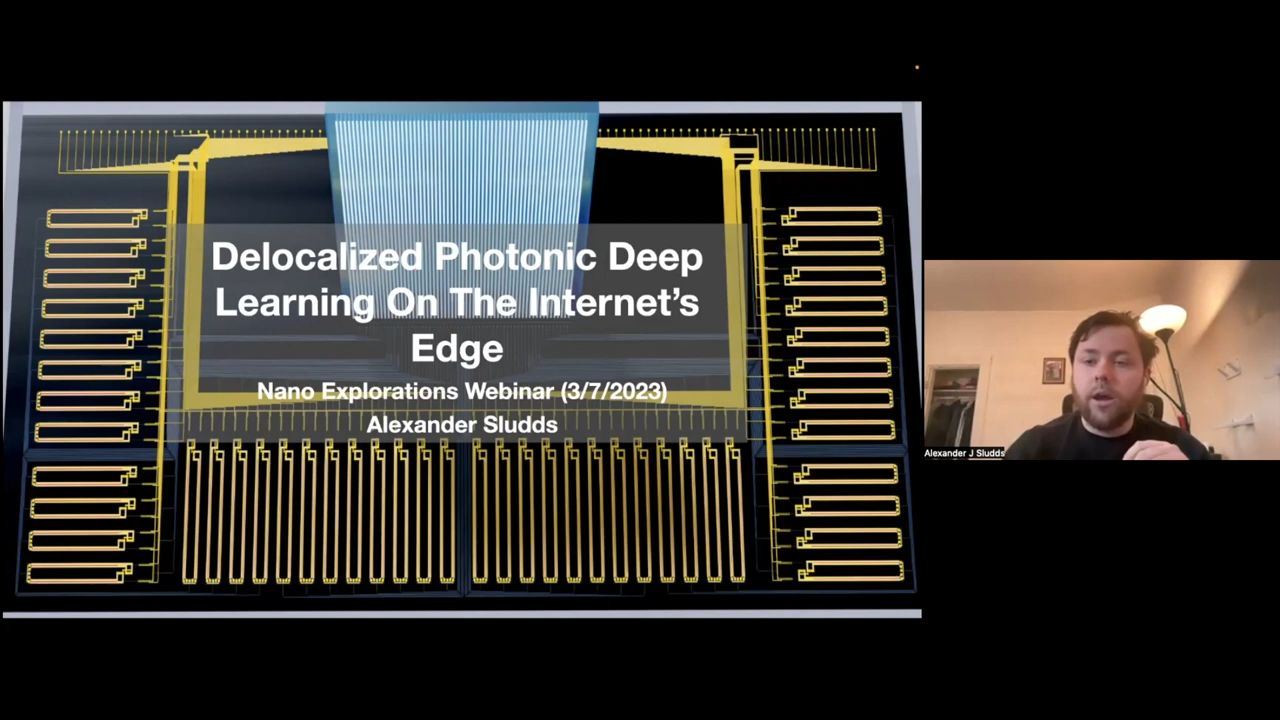 Delocalized Photonic Deep
Learning On The Internet's
Edge
Nano Explorations Webinar (3/7/2023)
Alexander Sludds
Alexander J Sludds